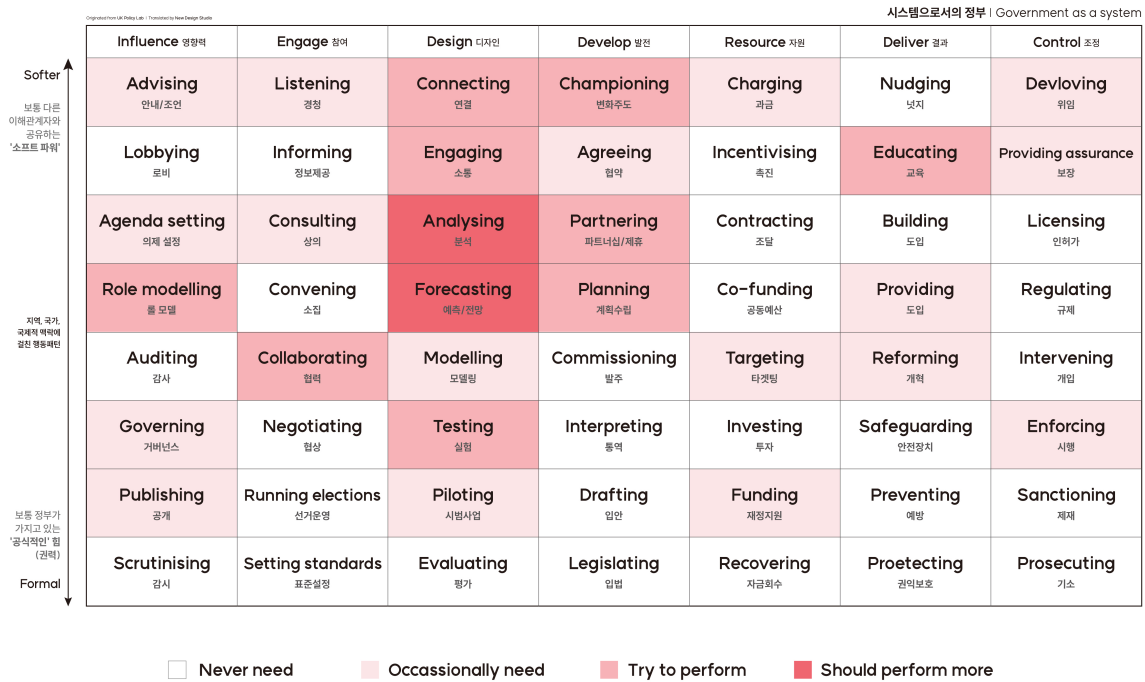 Originated from UK Policy Lab | Translated by New Design Studio
시스템으로서의 정부 | Government as a system
Influence 영향력
Engage 참여
Design 디자인
Develop 발전
Resource 자원
Deliver 결과
Control 조정
Softer
보통 다른
이해관계자와
공유하는
'소프트 파워'
지역, 국가,
국제적 맥락에
걸친 행동패턴
보통 정부가
가지고 있는
'공식적인' 힘
(권력)
Formal
Advising
안내/조언
Listening
경청
Connecting
연결
Championing
변화주도
Charging
과금
Nudging
넛지
Devloving
위임
Lobbying
로비
Informing
정보제공
Engaging
소통
Agreeing
협약
Incentivising
촉진
Educating
교육
Providing assurance
보장
Agenda setting
의제 설정
Consulting
상의
Analysing
분석
Partnering
파트너십/제휴
Contracting
조달
Building
도입
Licensing
인허가
Role modelling
롤 모델
Convening
소집
Forecasting
예측/전망
Planning
계획수립
Co-funding
공동예산
Providing
도입
Regulating
규제
Auditing
감사
Collaborating
협력
Modelling
모델링
Commissioning
발주
Targeting
타겟팅
Reforming
개혁
Intervening
개입
Governing
거버넌스
Negotiating
협상
Testing
실험
Interpreting
통역
Investing
투자
Safeguarding
안전장치
Enforcing
시행
Publishing
공개
Running elections
선거운영
Piloting
시범사업
Drafting
입안
Funding
재정지원
Preventing
예방
Sanctioning
제재
Scrutinising
감시
Setting standards
표준설정
Evaluating
평가
Legislating
입법
Recovering
자금회수
Proetecting
권익보호
Prosecuting
기소
Never need
Occassionally need
Try to perform
Should perform more